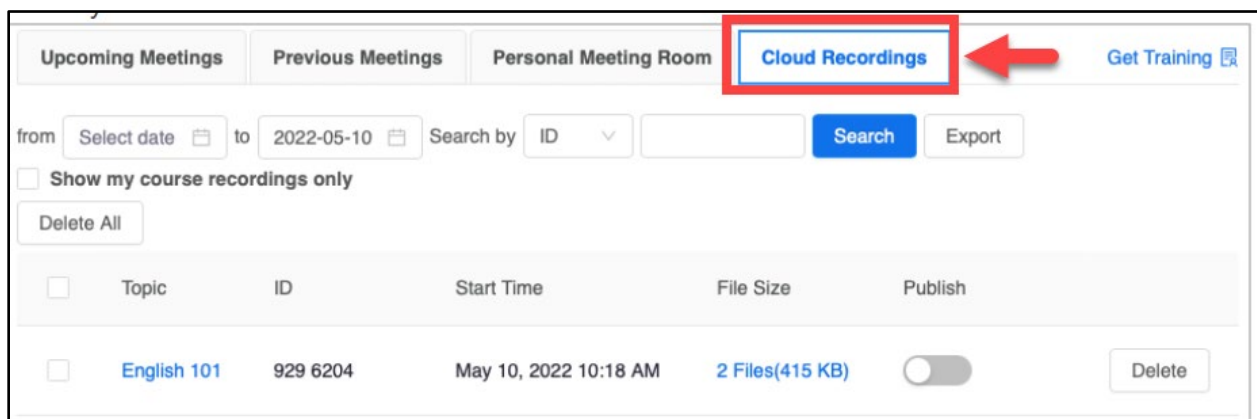 Upcoming Meetings Previous Meetings Personal Meeting Room Cloud Recordings Get Training
from Select date to 2022-05-10 Search by ID Search Export
Show my course recordings only
Delete All
Topic ID Start Time File Size Publish
English 101 929 6204 May 10, 2022 10:18 AM 2 Files(415 KB) Delete